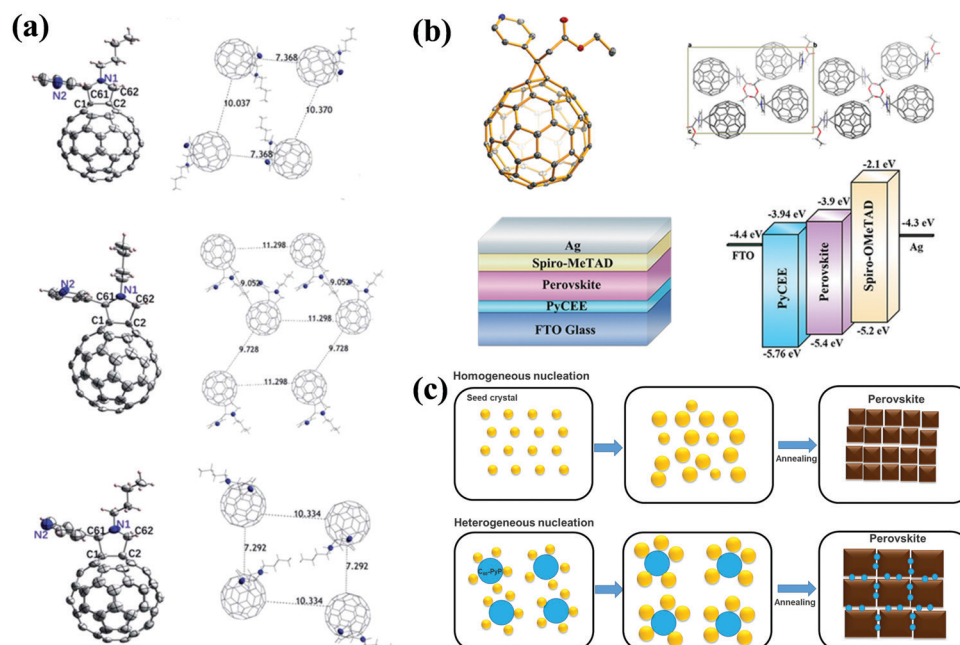 (a)
N1
N2
C61
C62
C1
C2
7.368
10.037
10.370
7.368
N2
N1
C61
C62
C1
C2
11.298
9.052
9.052
11.298
9.728
9.728
11.298
N1
N2
C61
C62
C1
C2
10.334
7.292
7.292
10.334
(b)
a
b
c
Ag
Spiro-MeTAD
Perovskite
PyCEE
FTO Glass
-2.1 eV
-3.94 eV
-3.9 eV
-4.4 eV
-4.3 eV
FTO
Ag
PyCEE
Perovskite
Spiro-OMeTAD
-5.76 eV
-5.4 eV
-5.2 eV
(c)
Homogeneous nucleation
Seed crystal
Annealing
Perovskite
Heterogeneous nucleation
C60-PyP
Annealing
Perovskite